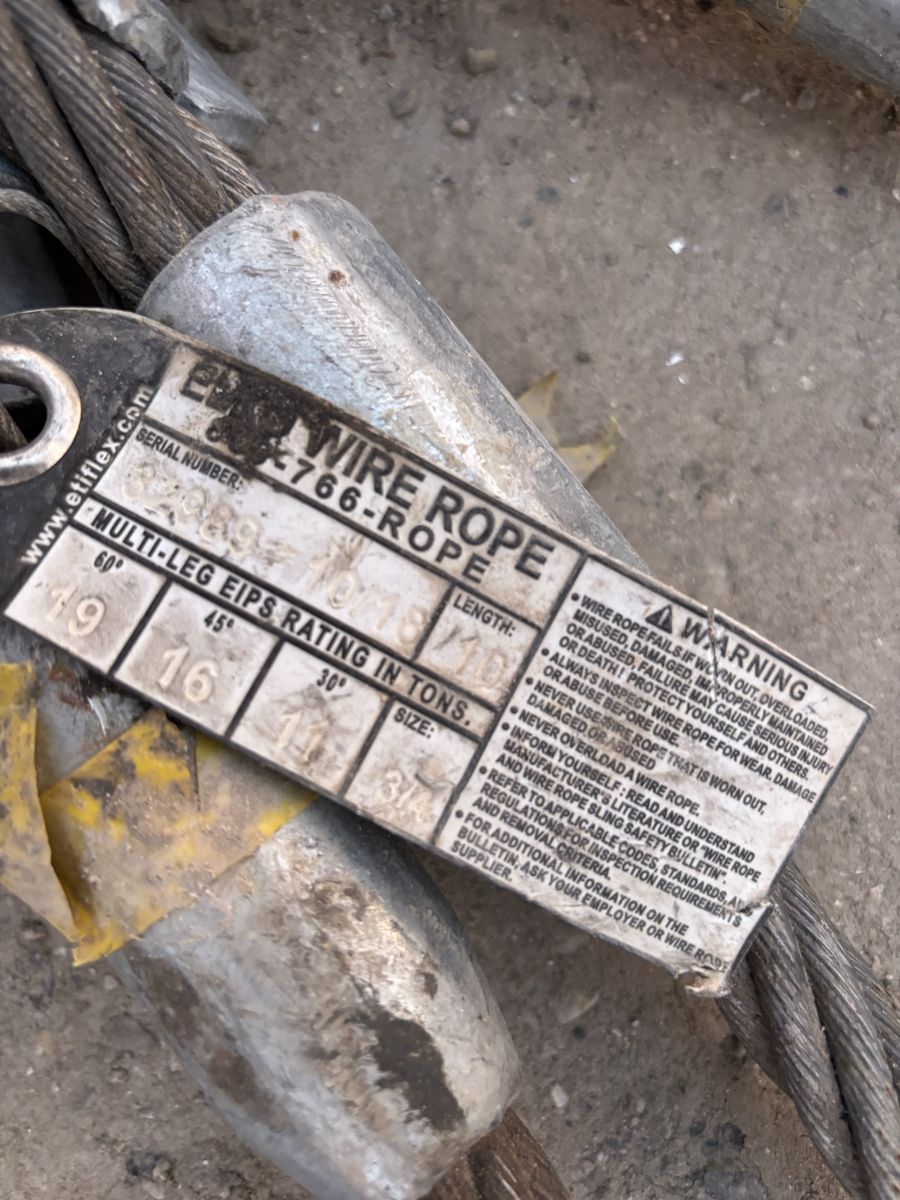 www.etiflex.com
WIRE ROPE
-766-ROPE
SERIAL NUMBER:
10/18
LENGTH:
/10
MULTI-LEG EIPS RATING IN TONS.
60° 45° 30° SIZE:
19 16 11 3/4
WARNING
• WIRE ROPE FAILS IF WORN OUT, OVERLOADED,
MISUSED, DAMAGED, IMPROPERLY MAINTAINED
OR ABUSED. FAILURE MAY CAUSE SERIOUS INJURY
OR DEATH! PROTECT YOURSELF AND OTHERS.
• ALWAYS INSPECT WIRE ROPE FOR WEAR, DAMAGE
OR ABUSE BEFORE USE.
• NEVER USE WIRE ROPE THAT IS WORN OUT,
DAMAGED OR ABUSED
• NEVER OVERLOAD A WIRE ROPE.
• INFORM YOURSELF : READ AND UNDERSTAND
MANUFACTURER'S LITERATURE OR "WIRE ROPE
AND WIRE ROPE SLING SAFETY BULLETIN".
• REFER TO APPLICABLE CODES, STANDARDS, AND
REGULATIONS FOR INSPECTION REQUIREMENTS
AND REMOVAL CRITERIA.
• FOR ADDITIONAL INFORMATION ON THE
BULLETIN, ASK YOUR EMPLOYER OR WIRE ROPE
SUPPLIER.